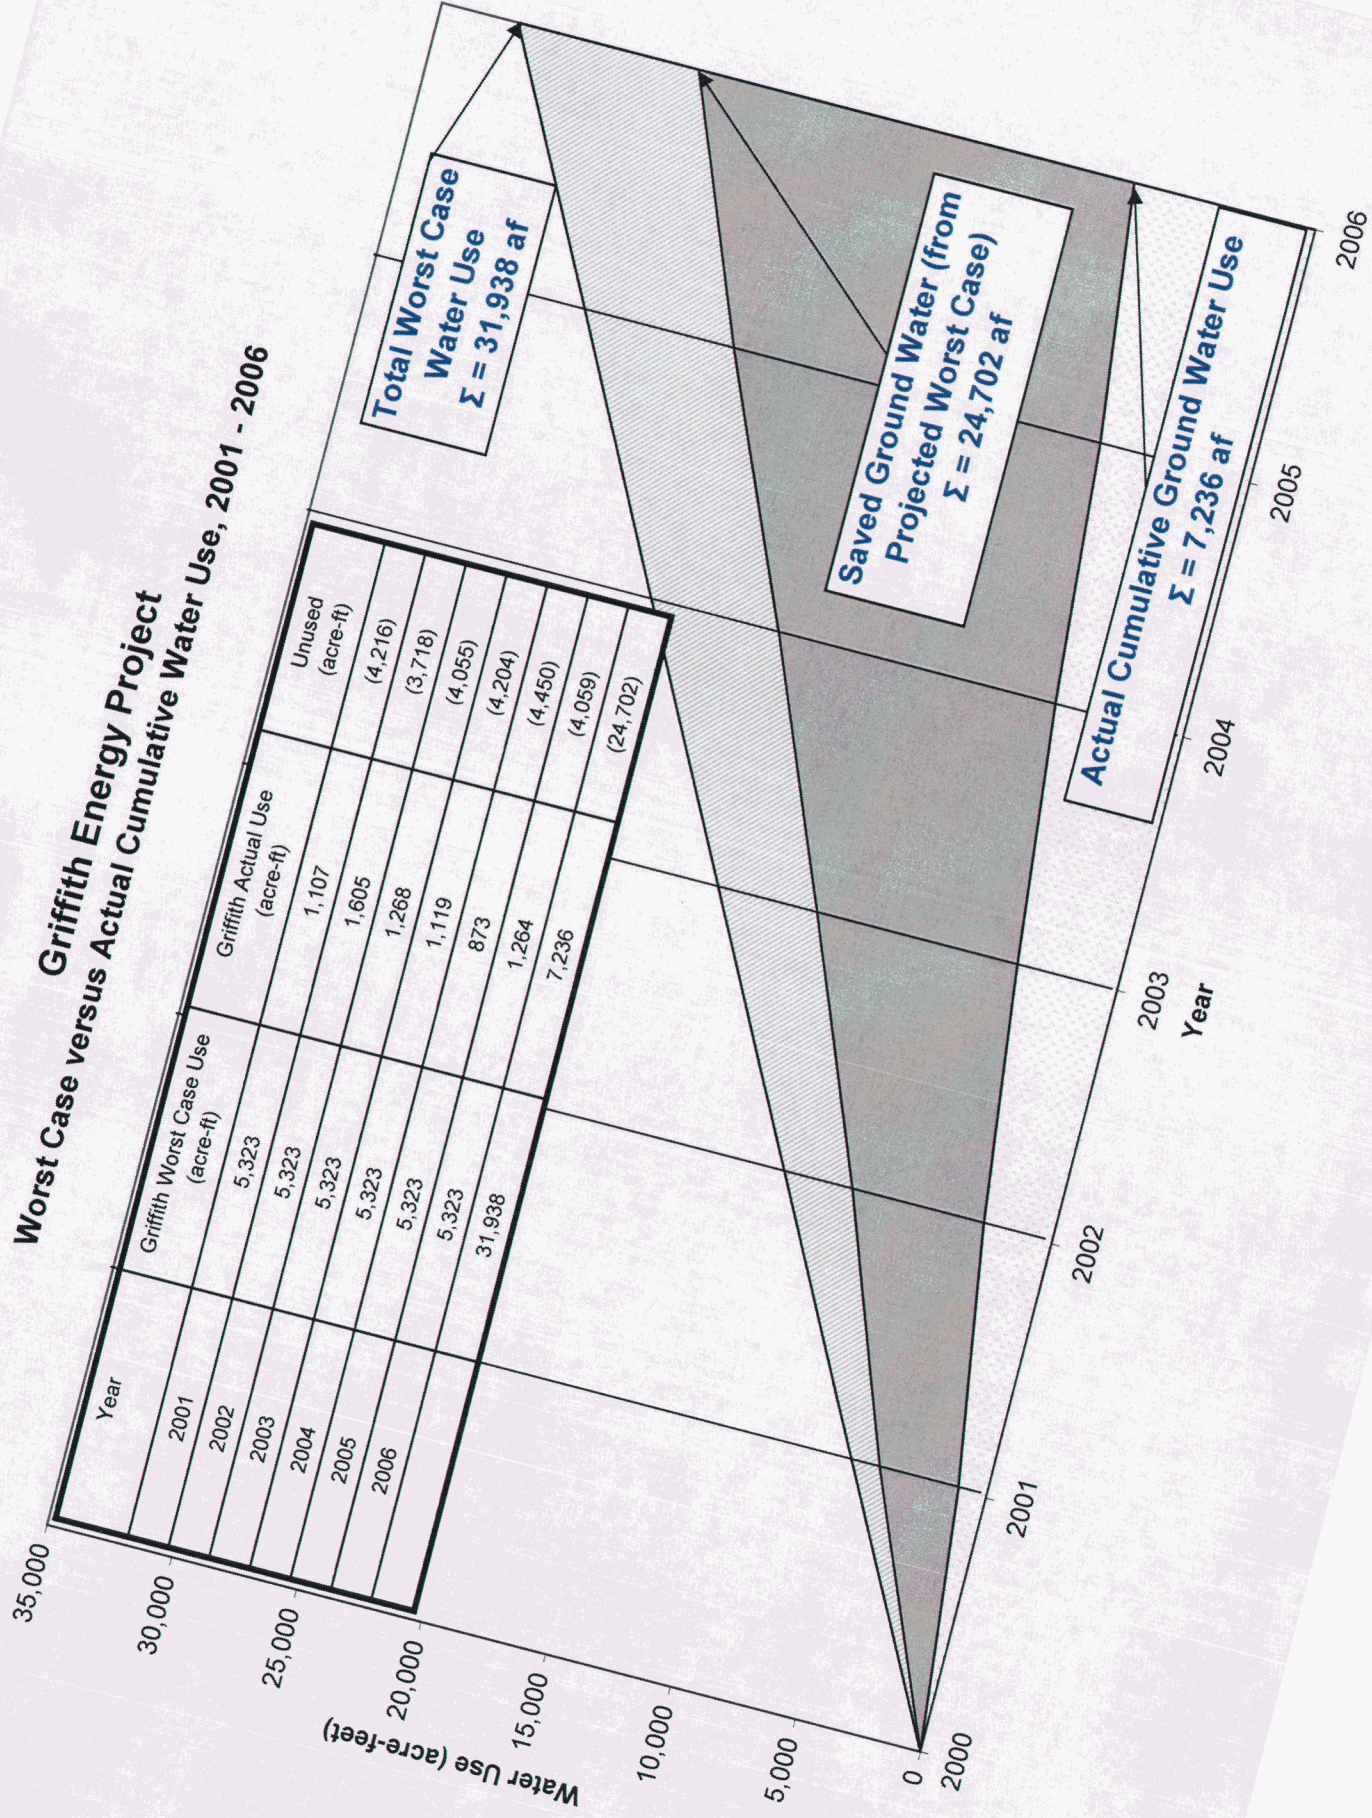 Griffith Energy Project
Worst Case versus Actual Cumulative Water Use, 2001 - 2006
Year Griffith Worst Case Use (acre-ft) Griffith Actual Use (acre-ft) Unused (acre-ft)
2001 5,323 1,107 (4,216)
2002 5,323 1,605 (3,718)
2003 5,323 1,268 (4,055)
2004 5,323 1,119 (4,204)
2005 5,323 873 (4,450)
2006 5,323 1,264 (4,059)
31,938 7,236 (24,702)
Total Worst Case
Water Use
Σ = 31,938 af
Saved Ground Water (from
Projected Worst Case)
Σ = 24,702 af
Actual Cumulative Ground Water Use
Σ = 7,236 af
Water Use (acre-feet)
35,000
30,000
25,000
20,000
15,000
10,000
5,000
0
2000 2001 2002 2003 2004 2005 2006
Year